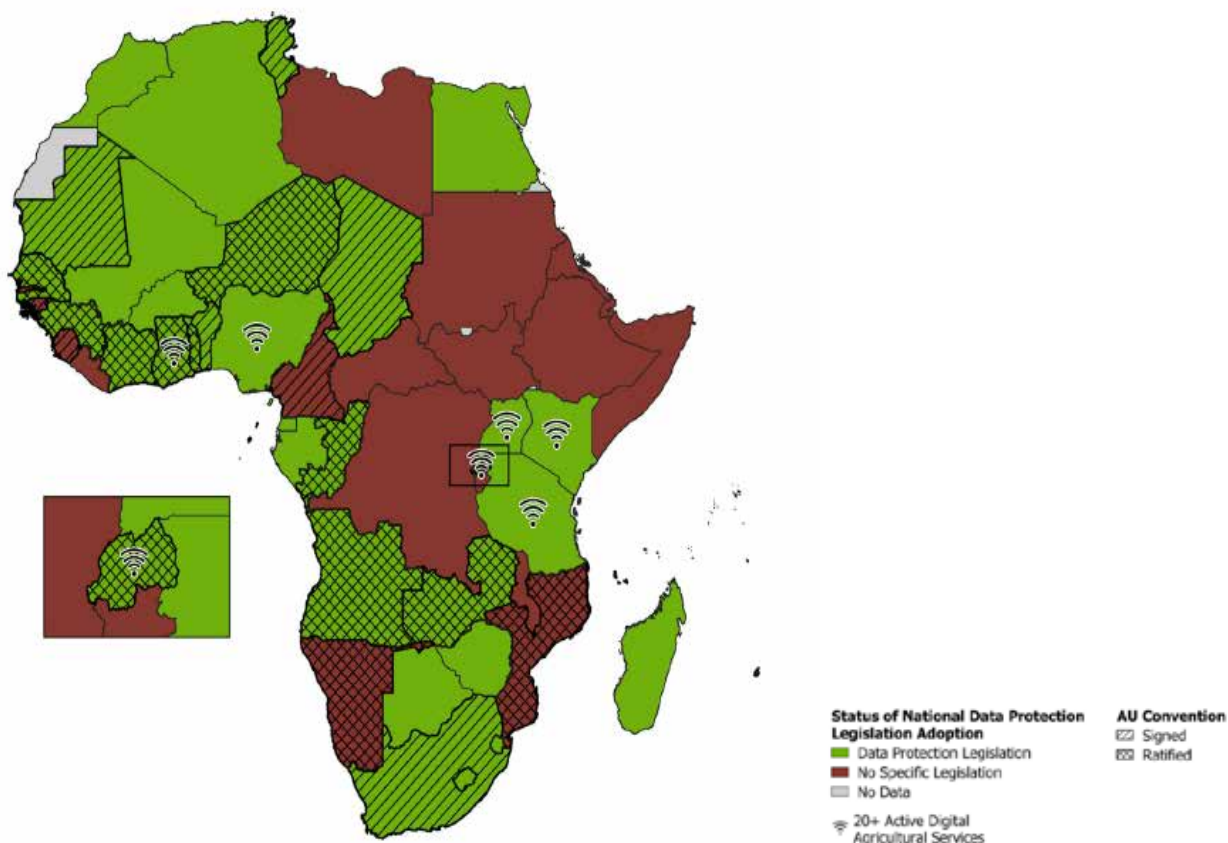 Status of National Data Protection
Legislation Adoption
Data Protection Legislation
No Specific Legislation
No Data
20+ Active Digital
Agricultural Services
AU Convention
Signed
Ratified